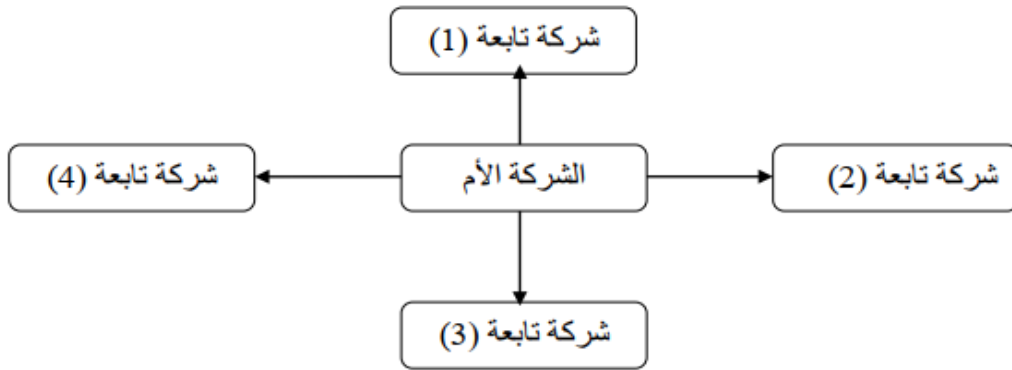 شركة تابعة (1)
شركة تابعة (2)
الشركة الأم
شركة تابعة (4)
شركة تابعة (3)